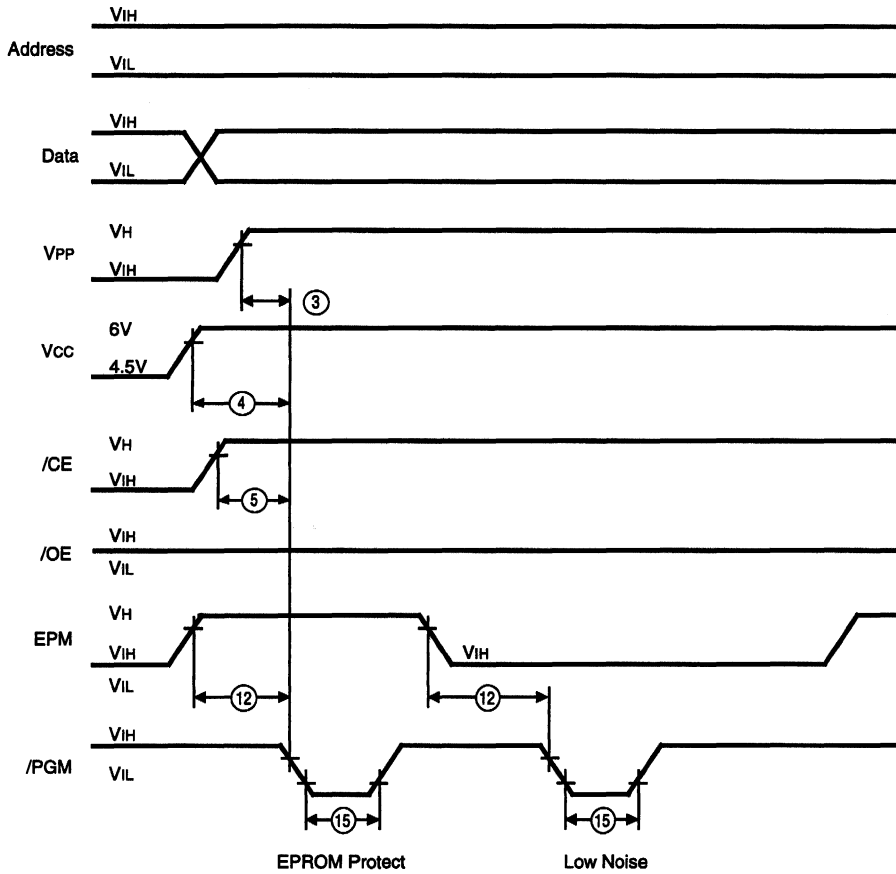 VIH
Address
VIL
VIH
Data
VIL
VH
VPP
VIH
3
6V
VCC
4.5V
4
VH
/CE
VIH
5
VIH
/OE
VIL
VH
EPM
VIH
VIH
VIL
12
12
VIH
/PGM
VIL
15
15
EPROM Protect
Low Noise